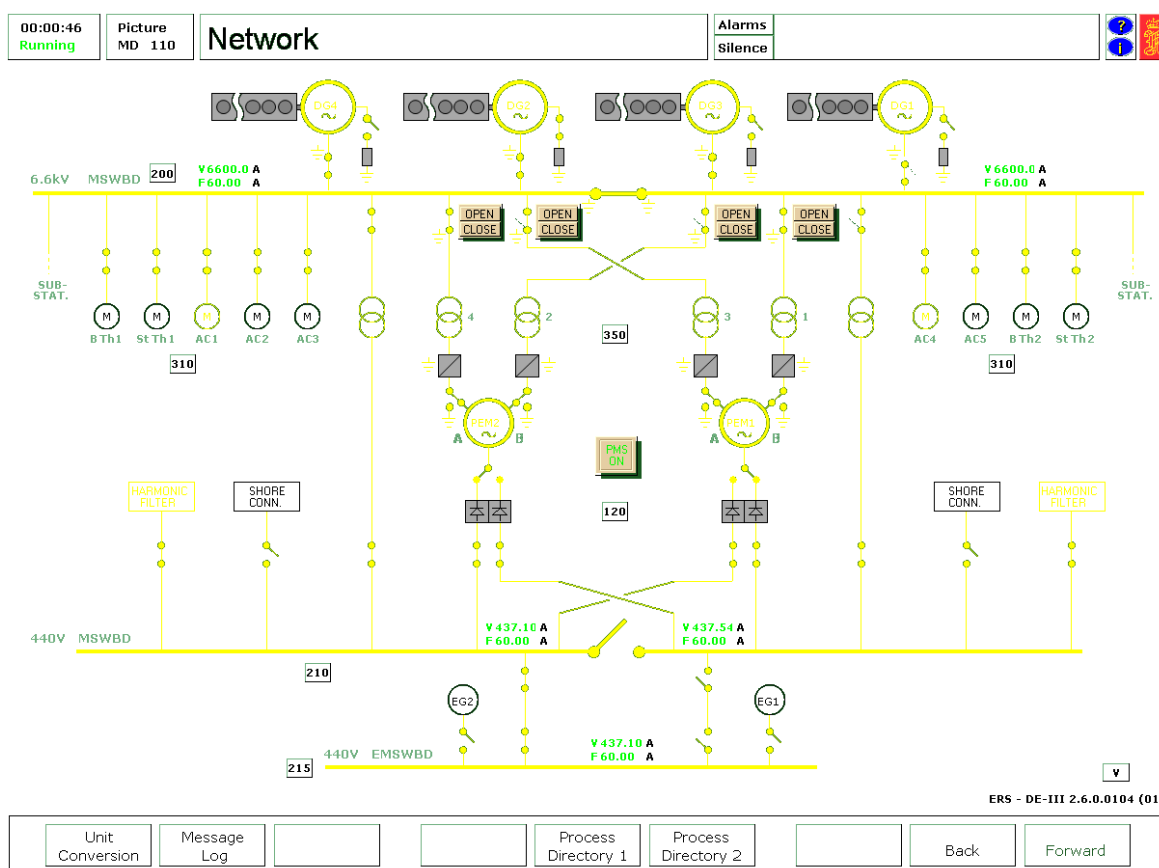 00:00:46
Running
Picture
MD 110
Network
Alarms
Silence
?
i
DG4
DG2
DG3
DG1
6.6kV MSWBD
200
V 6600.0 A
F 60.00 A
V 6600.0 A
F 60.00 A
OPEN
CLOSE
OPEN
CLOSE
OPEN
CLOSE
OPEN
CLOSE
SUB-
STAT.
SUB-
STAT.
M
M
M
M
M
4
2
3
1
M
M
M
M
B Th1
St Th1
AC1
AC2
AC3
350
AC4
AC5
B Th2
St Th2
310
310
PEM2
A
B
PEM1
A
B
PMS
ON
HARMONIC
FILTER
SHORE
CONN.
SHORE
CONN.
HARMONIC
FILTER
120
440V MSWBD
V 437.10 A
F 60.00 A
V 437.54 A
F 60.00 A
210
EG2
EG1
440V EMSWBD
V 437.10 A
F 60.00 A
215
V
ERS - DE-III 2.6.0.0104 (01
Unit
Conversion
Message
Log
Process
Directory 1
Process
Directory 2
Back
Forward